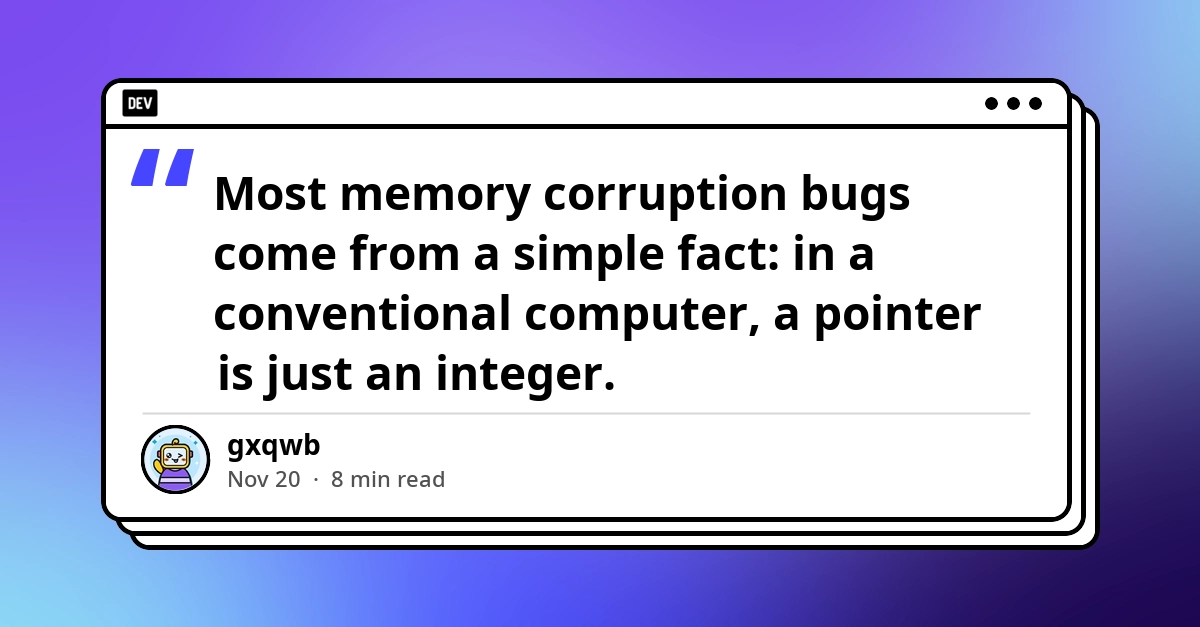 DEV
“ Most memory corruption bugs
come from a simple fact: in a
conventional computer, a pointer
is just an integer.
gxqwb
Nov 20 · 8 min read